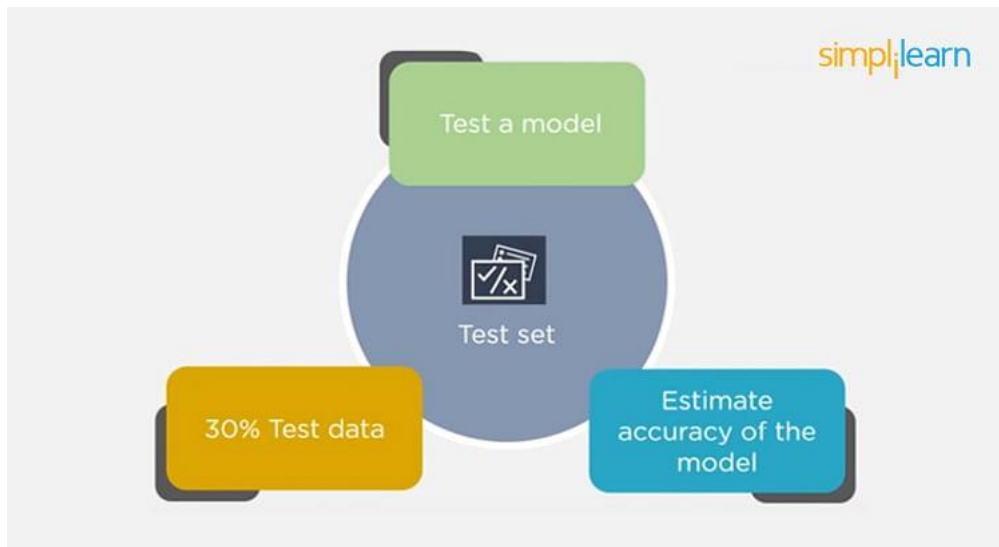 simplilearn
Test a model
Test set
30% Test data
Estimate
accuracy of the
model